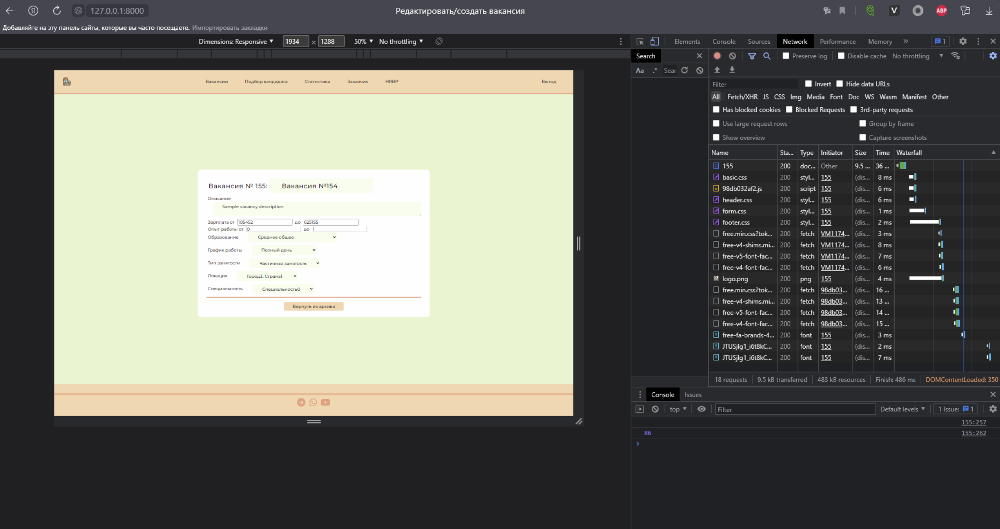 Я 127.0.0.1:8000 Редактировать/создать вакансия V ABP
Добавляйте на эту панель сайты, которые вы часто посещаете. Импортировать закладки
Dimensions: Responsive 1934 x 1288 50% No throttling
Вакансии Подбор кандидата Статистика Заказчик HRBP Выход
Вакансия № 155: Вакансия №154
Описание
Sample vacancy description
Зарплата от 105452 до 625155
Опыт работы от 0 до 1
Образование Среднее общее
График работы Полный день
Тип занятости Частичная занятость
Локация Город3, Страна1
Специальность Специальность0
Вернуть из архива
Elements Console Sources Network Performance Memory 1
Search
Aa .* Sear
Preserve log Disable cache No throttling
Filter Invert Hide data URLs
All Fetch/XHR JS CSS Img Media Font Doc WS Wasm Manifest Other
Has blocked cookies Blocked Requests 3rd-party requests
Use large request rows Group by frame
Show overview Capture screenshots
Name Sta... Type Initiator Size Time Waterfall
155 200 doc... Other 9.5 ... 36 ...
basic.css 200 styl... 155 (dis... 8 ms
98db032af2.js 200 script 155 (dis... 6 ms
header.css 200 styl... 155 (dis... 6 ms
form.css 200 styl... 155 (dis... 1 ms
footer.css 200 styl... 155 (dis... 2 ms
free.min.css?tok... 200 fetch VM1174... (dis... 3 ms
free-v4-shims.mi... 200 fetch VM1174... (dis... 8 ms
free-v5-font-fac... 200 fetch VM1174... (dis... 7 ms
free-v4-font-fac... 200 fetch VM1174... (dis... 6 ms
logo.png 200 png 155 (dis... 4 ms
free.min.css?tok... 200 fetch 98db03... (dis... 16 ...
free-v4-shims.mi... 200 fetch 98db03... (dis... 13 ...
free-v5-font-fac... 200 fetch 98db03... (dis... 14 ...
free-v4-font-fac... 200 fetch 98db03... (dis... 15 ...
free-fa-brands-4... 200 font 155 (dis... 3 ms
JTUSjIg1_i6t8kC... 200 font 155 (dis... 2 ms
JTUSjIg1_i6t8kC... 200 font 155 (dis... 7 ms
18 requests 9.5 kB transferred 483 kB resources Finish: 486 ms DOMContentLoaded: 350
Console Issues
top Filter Default levels 1 Issue: 1
155:257
86 155:262